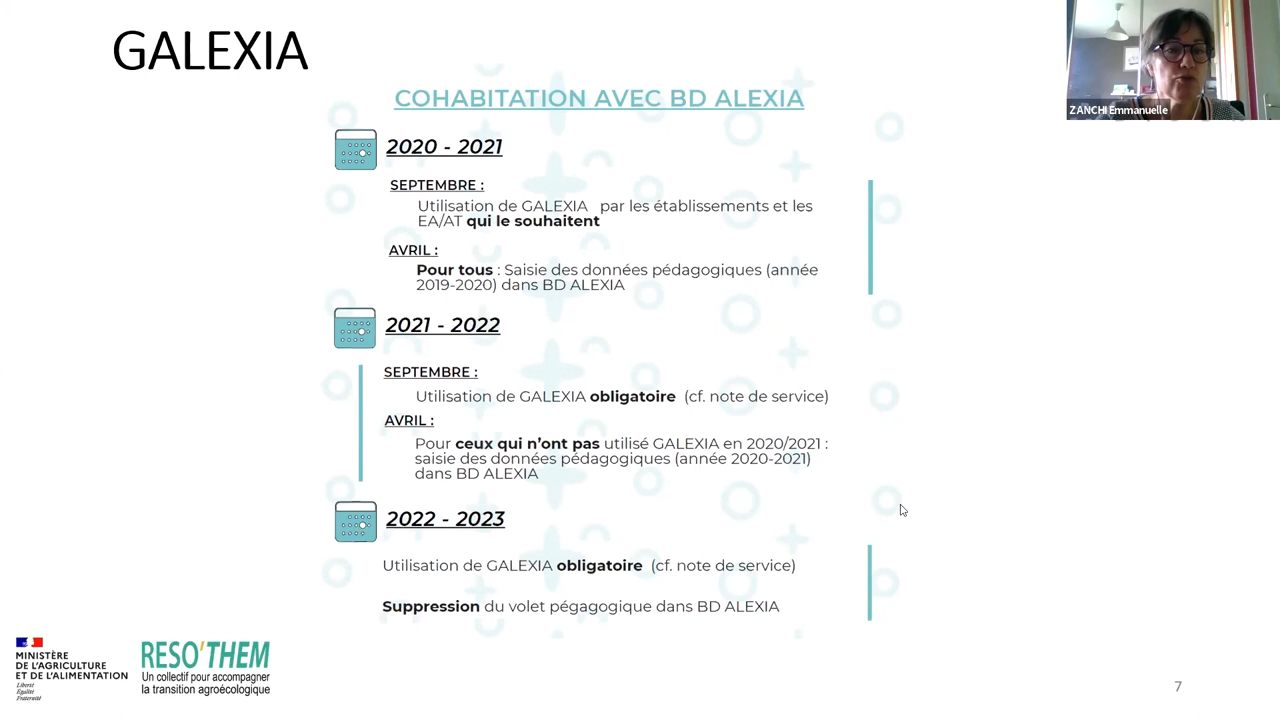 GALEXIA
COHABITATION AVEC BD ALEXIA
2020 - 2021
SEPTEMBRE :
Utilisation de GALEXIA par les établissements et les
EA/AT qui le souhaitent
AVRIL :
Pour tous : Saisie des données pédagogiques (année
2019-2020) dans BD ALEXIA
2021 - 2022
SEPTEMBRE :
Utilisation de GALEXIA obligatoire (cf. note de service)
AVRIL :
Pour ceux qui n'ont pas utilisé GALEXIA en 2020/2021 :
saisie des données pédagogiques (année 2020-2021)
dans BD ALEXIA
2022 - 2023
Utilisation de GALEXIA obligatoire (cf. note de service)
Suppression du volet pégagogique dans BD ALEXIA
ZANCHI Emmanuelle
MINISTÈRE
DE L'AGRICULTURE
ET DE L'ALIMENTATION
Liberté
Égalité
Fraternité
RESO'THEM
Un collectif pour accompagner
la transition agroécologique
7